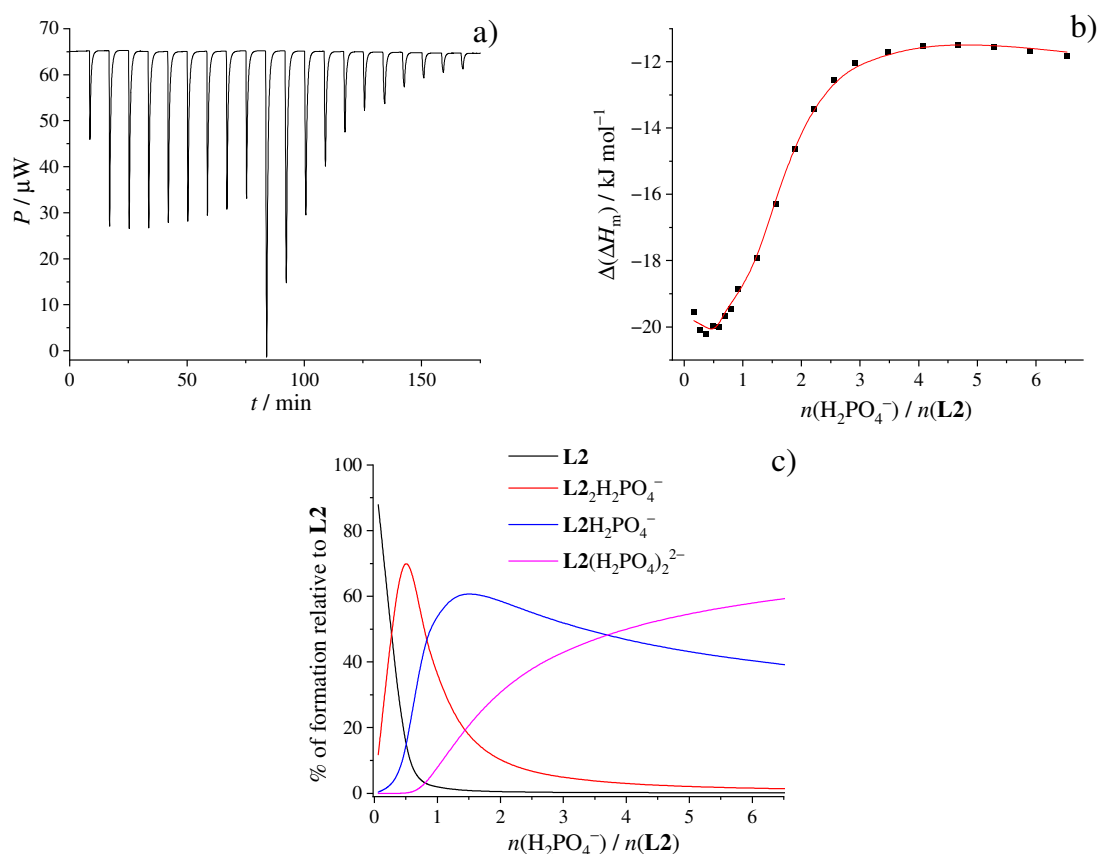 a)
70
60
50
40
30
20
10
0
P / μW
0
50
100
150
t / min
b)
−12
−14
−16
−18
−20
Δ(ΔHₘ) / kJ mol⁻¹
0
1
2
3
4
5
6
n(H₂PO₄⁻) / n(L2)
c)
L2
L2₂H₂PO₄⁻
L2H₂PO₄⁻
L2(H₂PO₄)₂²⁻
100
80
60
40
20
0
% of formation relative to L2
0
1
2
3
4
5
6
n(H₂PO₄⁻) / n(L2)